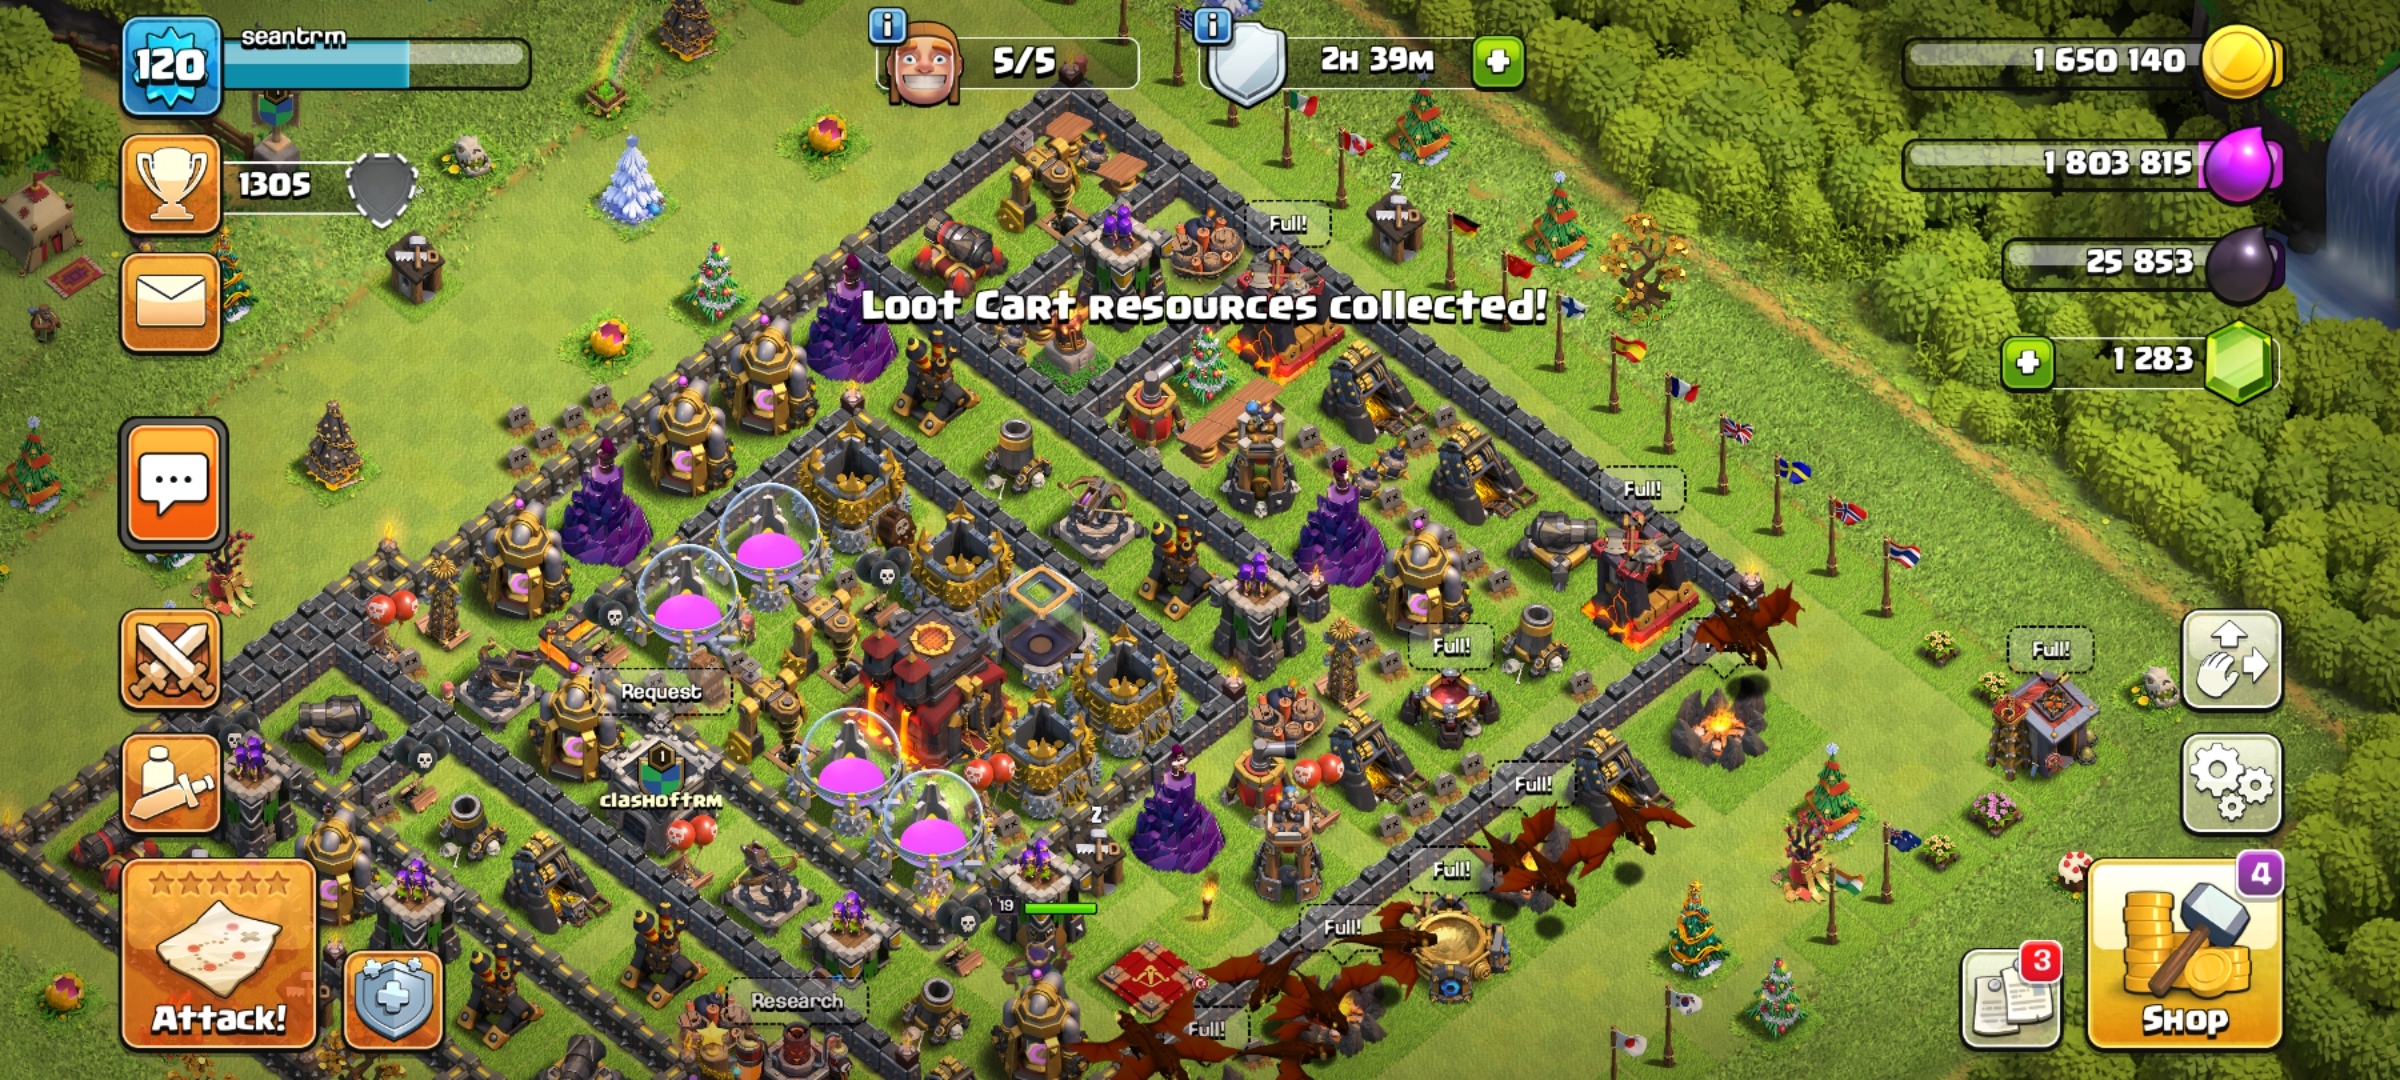 120
seantrm
5/5
2h 39m
1 650 140
1305
1 803 815
Full!
z
25 853
Loot Cart resources collected!
1 283
Full!
Full!
Full!
Request
1
clashoftrm
Full!
z
Full!
19
Full!
4
3
Research
Attack!
Full!
Shop